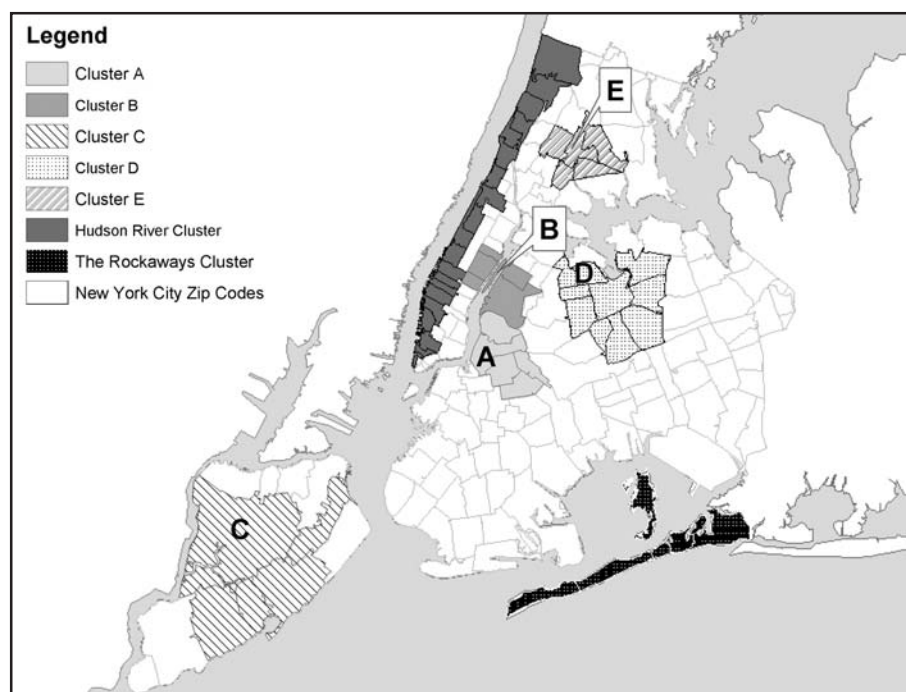 Legend
Cluster A
Cluster B
Cluster C
Cluster D
Cluster E
Hudson River Cluster
The Rockaways Cluster
New York City Zip Codes
E
B
D
A
C